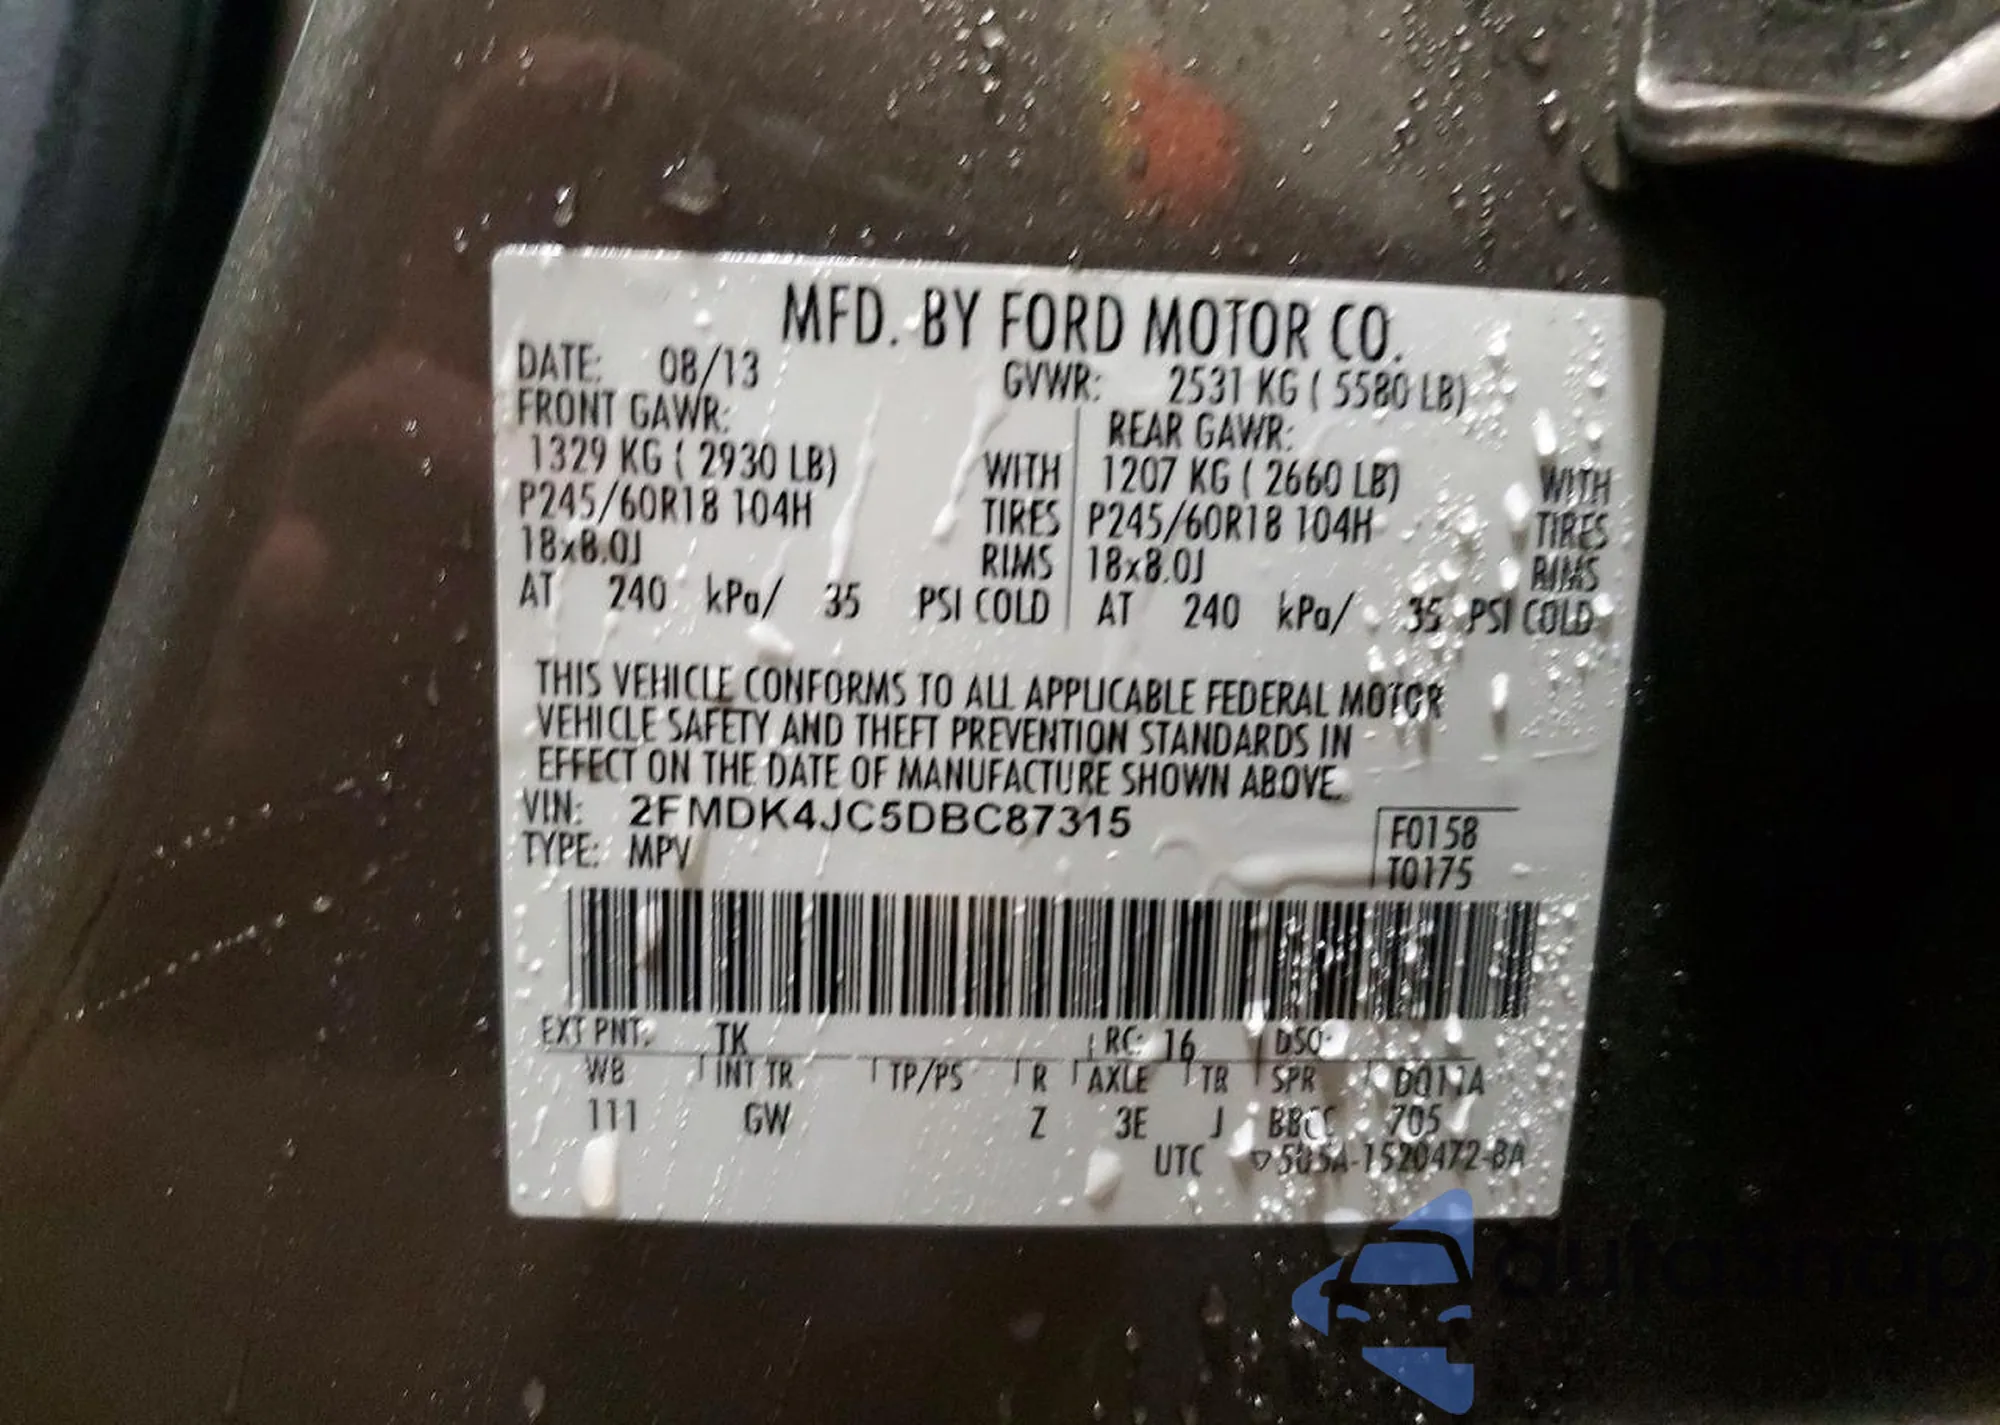 MFD. BY FORD MOTOR CO.
DATE: 08/13 GVWR: 2531 KG ( 5580 LB)
FRONT GAWR: REAR GAWR:
1329 KG ( 2930 LB) WITH 1207 KG ( 2660 LB) WITH
P245/60R18 104H TIRES P245/60R18 104H TIRES
18x8.0J RIMS 18x8.0J RIMS
AT 240 kPa/ 35 PSI COLD AT 240 kPa/ 35 PSI COLD
THIS VEHICLE CONFORMS TO ALL APPLICABLE FEDERAL MOTOR
VEHICLE SAFETY AND THEFT PREVENTION STANDARDS IN
EFFECT ON THE DATE OF MANUFACTURE SHOWN ABOVE.
VIN: 2FMDK4JC5DBC87315
F0158
TYPE: MPV
T0175
EXT PNT: TK RC: 16 DSO:
WB INT TR TP/PS R AXLE TR SPR
111 GW Z 3E J 705
UTC